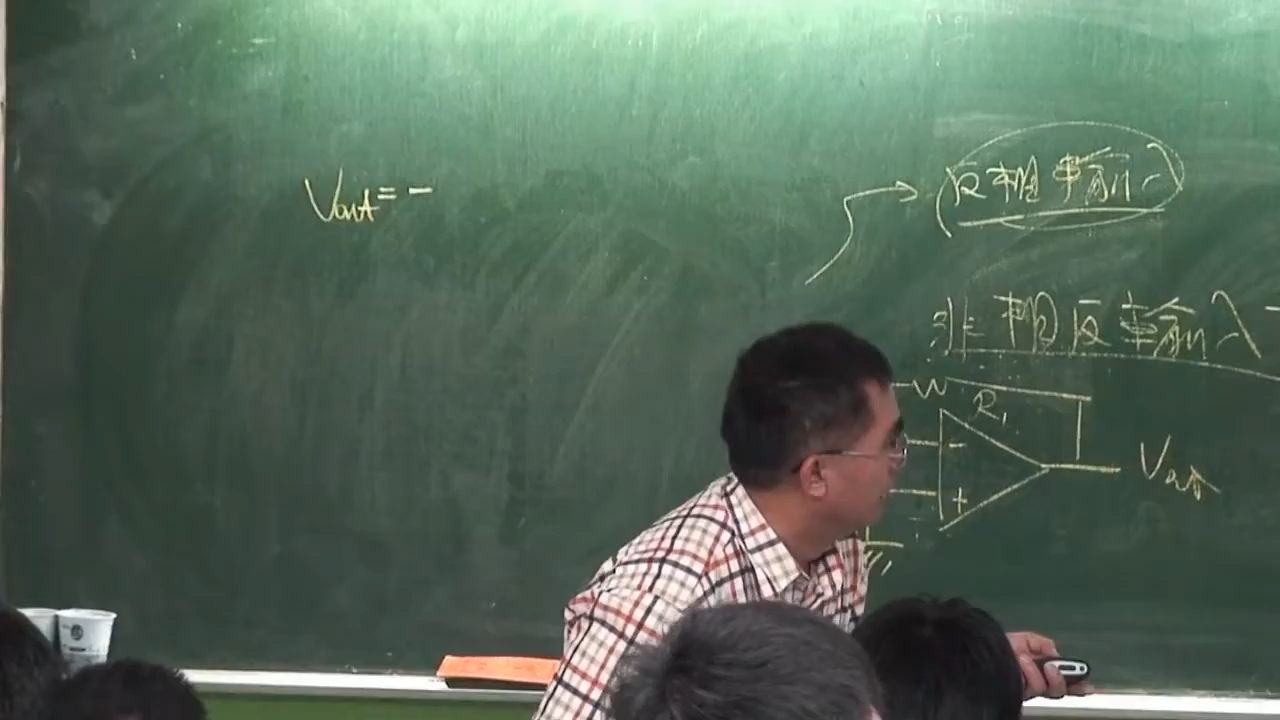 Vout = -
(反相輸入)
非相反輸入
R1
-
+
Vout